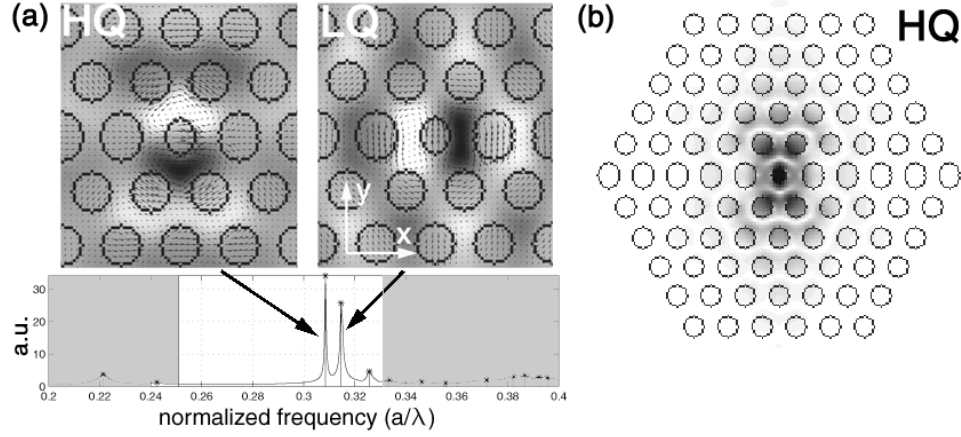 (a) HQ LQ
y
x
(b) HQ
30
20
10
0
a.u.
0.2 0.22 0.24 0.26 0.28 0.3 0.32 0.34 0.36 0.38 0.4
normalized frequency (a/λ)